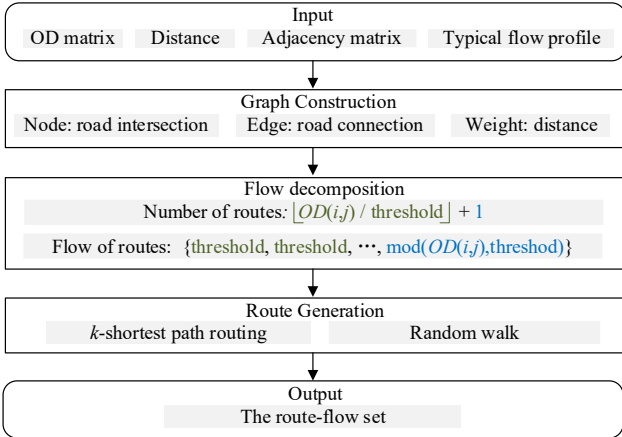 Input
OD matrix Distance Adjacency matrix Typical flow profile
Graph Construction
Node: road intersection Edge: road connection Weight: distance
Flow decomposition
Number of routes: ⌊OD(i,j) / threshold⌋ + 1
Flow of routes: {threshold, threshold, ···, mod(OD(i,j),threshod)}
Route Generation
k-shortest path routing Random walk
Output
The route-flow set